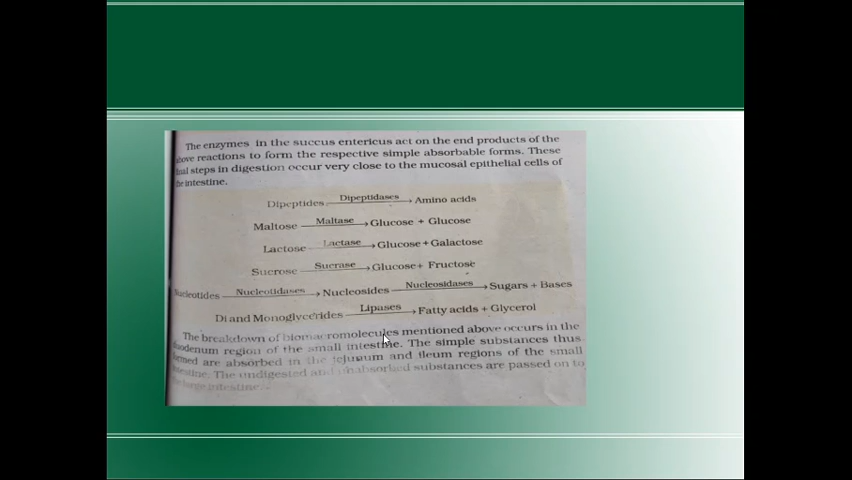 The enzymes in the succus entericus act on the end products of the
above reactions to form the respective simple absorbable forms. These
final steps in digestion occur very close to the mucosal epithelial cells of
the intestine.
Dipeptides Dipeptidases → Amino acids
Maltose Maltase → Glucose + Glucose
Lactose Lactase → Glucose + Galactose
Sucrose Sucrase → Glucose + Fructose
Nucleotides Nucleotidases → Nucleosides Nucleosidases → Sugars + Bases
Di and Monoglycerides Lipases → Fatty acids + Glycerol
The breakdown of biomacromolecules mentioned above occurs in the
duodenum region of the small intestine. The simple substances thus
formed are absorbed in the jejunum and ileum regions of the small
intestine. The undigested and unabsorbed substances are passed on to
the large intestine.